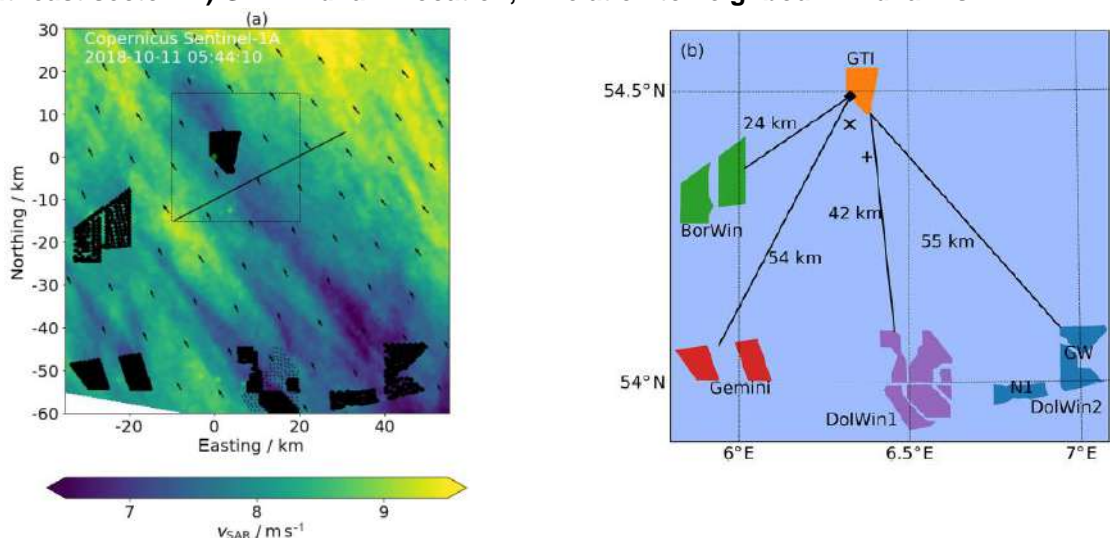 (a)
Copernicus Sentinel-1A
2018-10-11 05:44:10
30
20
10
0
-10
-20
-30
-40
-50
-60
Northing / km
-20
0
20
40
Easting / km
7
8
9
vSAR / m s⁻¹
(b)
GTI
54.5°N
24 km
BorWin
42 km
54 km
55 km
54°N
Gemini
DolWin1
N1
GW
DolWin2
6°E
6.5°E
7°E